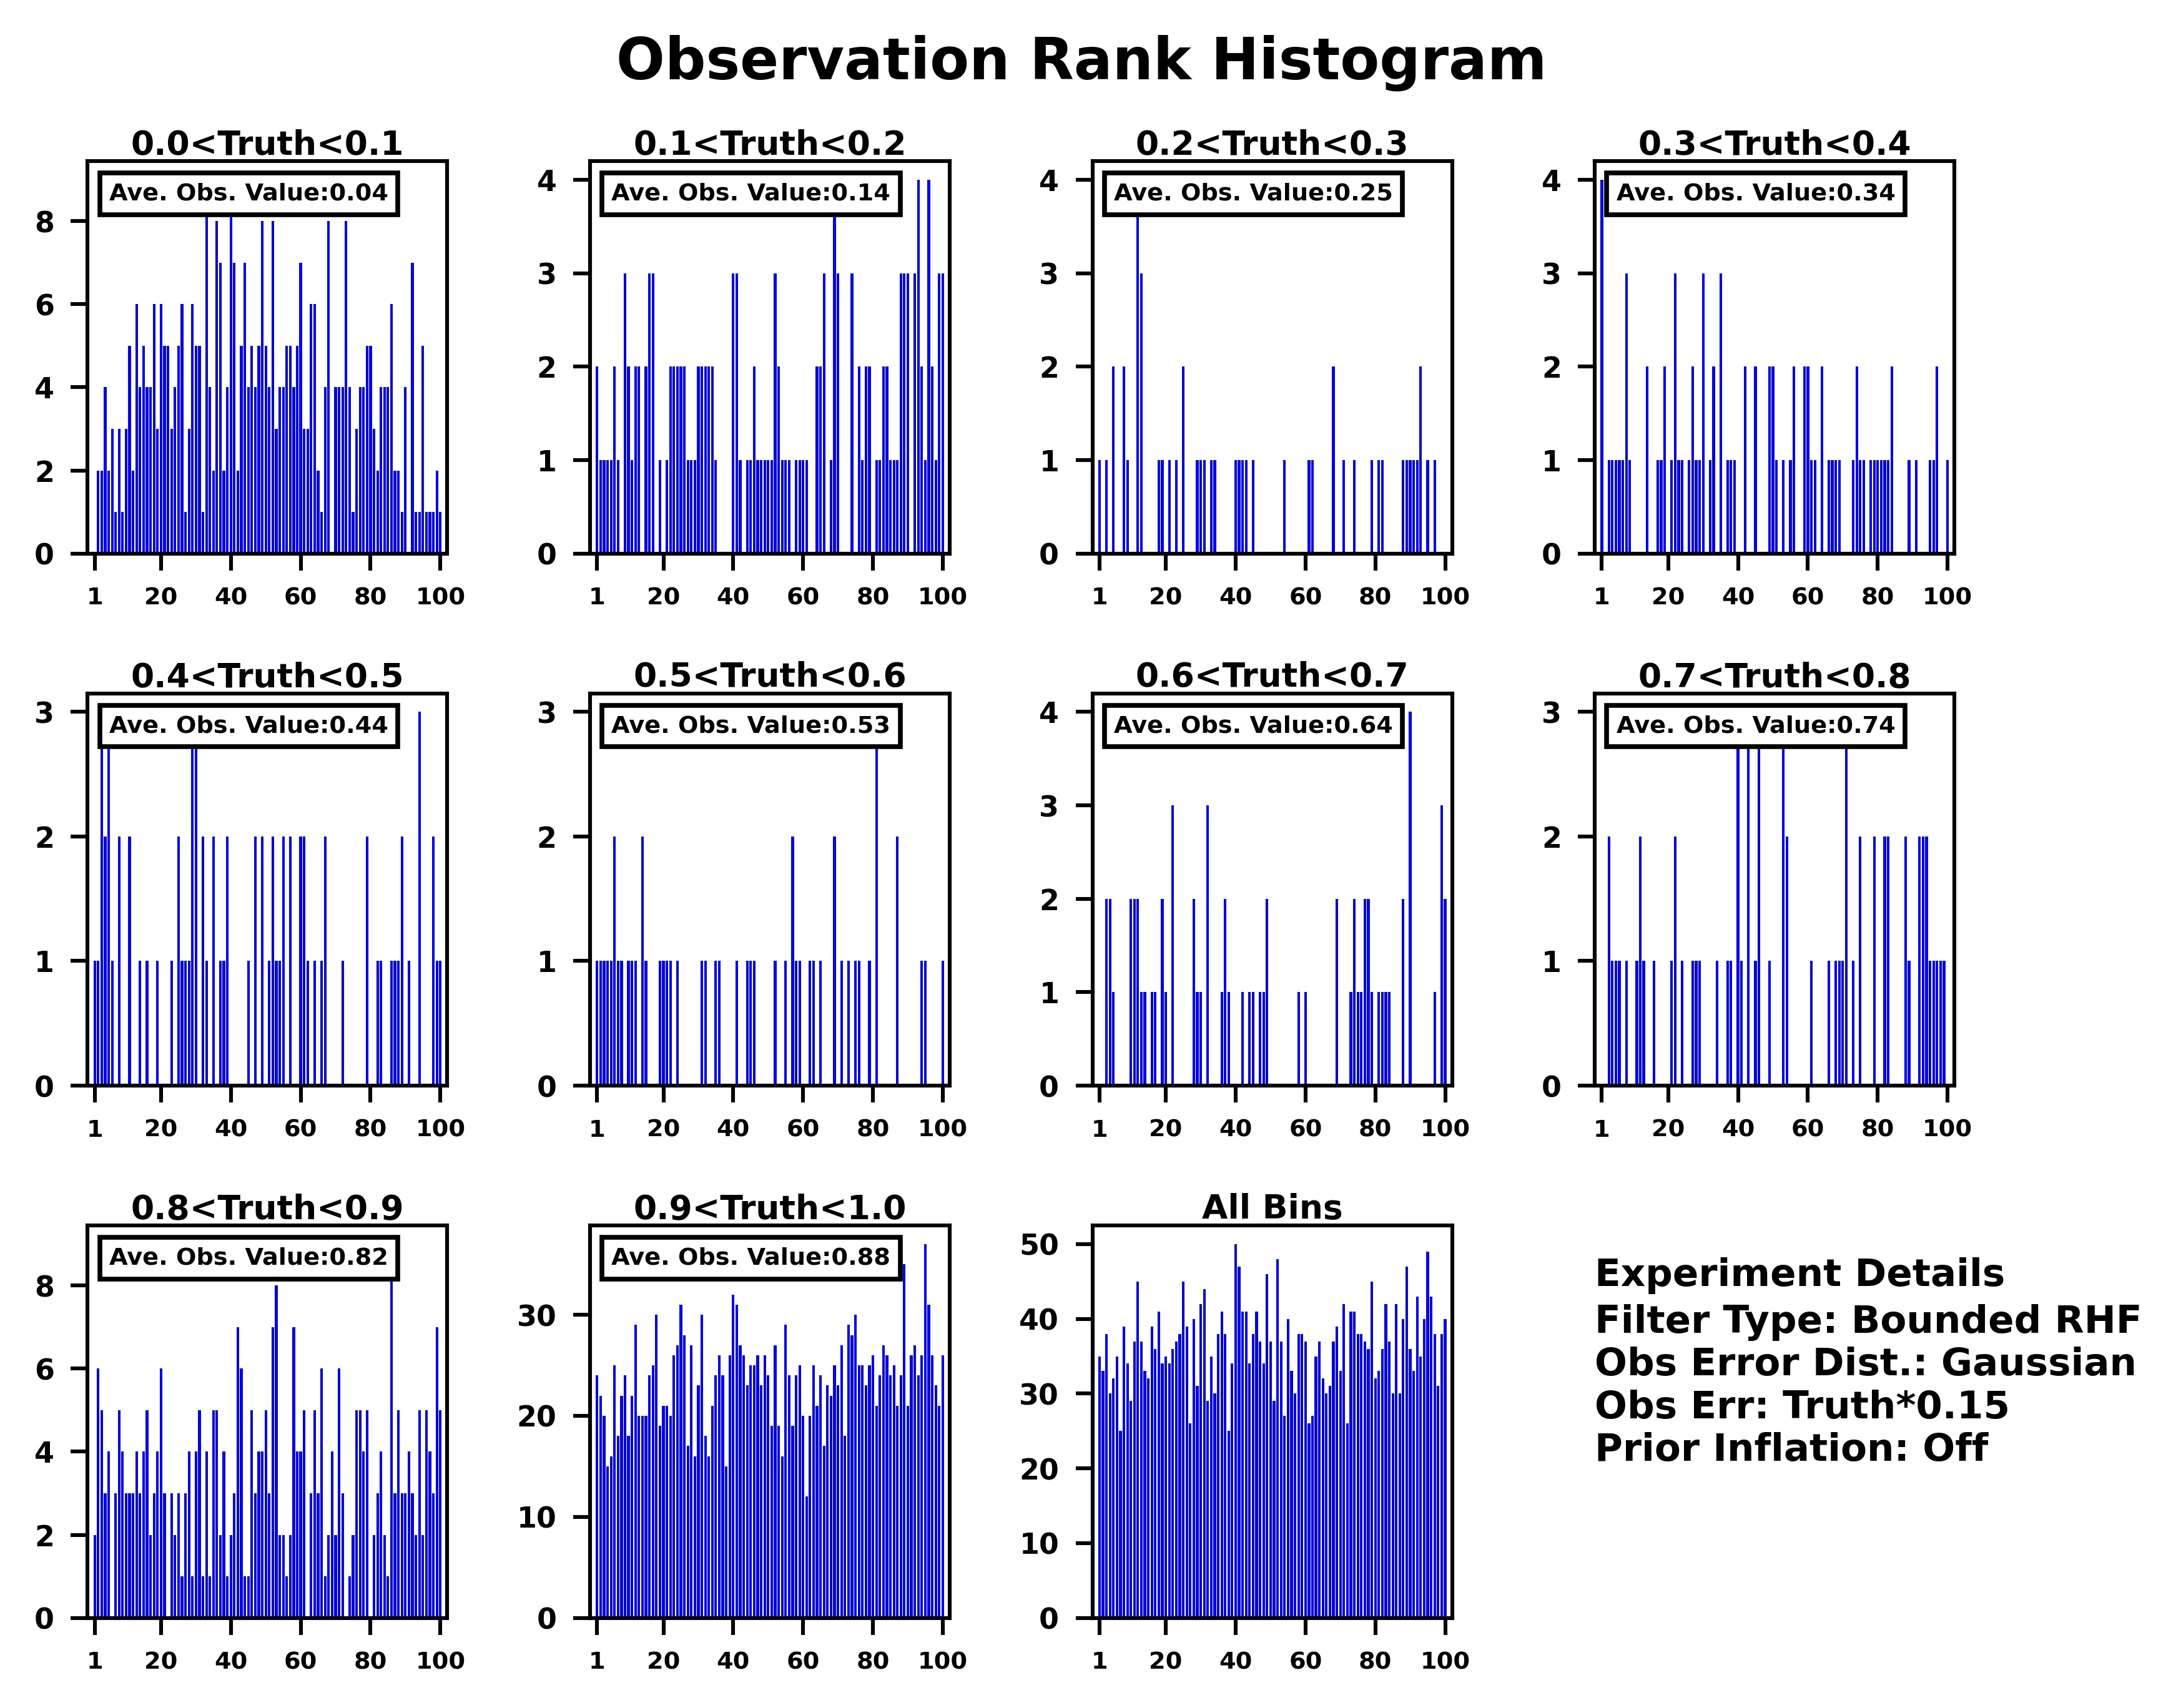 Observation Rank Histogram
0.0<Truth<0.1
Ave. Obs. Value:0.04
8
6
4
2
0
1 20 40 60 80 100
0.1<Truth<0.2
Ave. Obs. Value:0.14
4
3
2
1
0
1 20 40 60 80 100
0.2<Truth<0.3
Ave. Obs. Value:0.25
4
3
2
1
0
1 20 40 60 80 100
0.3<Truth<0.4
Ave. Obs. Value:0.34
4
3
2
1
0
1 20 40 60 80 100
0.4<Truth<0.5
Ave. Obs. Value:0.44
3
2
1
0
1 20 40 60 80 100
0.5<Truth<0.6
Ave. Obs. Value:0.53
3
2
1
0
1 20 40 60 80 100
0.6<Truth<0.7
Ave. Obs. Value:0.64
4
3
2
1
0
1 20 40 60 80 100
0.7<Truth<0.8
Ave. Obs. Value:0.74
3
2
1
0
1 20 40 60 80 100
0.8<Truth<0.9
Ave. Obs. Value:0.82
8
6
4
2
0
1 20 40 60 80 100
0.9<Truth<1.0
Ave. Obs. Value:0.88
30
20
10
0
1 20 40 60 80 100
All Bins
50
40
30
20
10
0
1 20 40 60 80 100
Experiment Details
Filter Type: Bounded RHF
Obs Error Dist.: Gaussian
Obs Err: Truth*0.15
Prior Inflation: Off